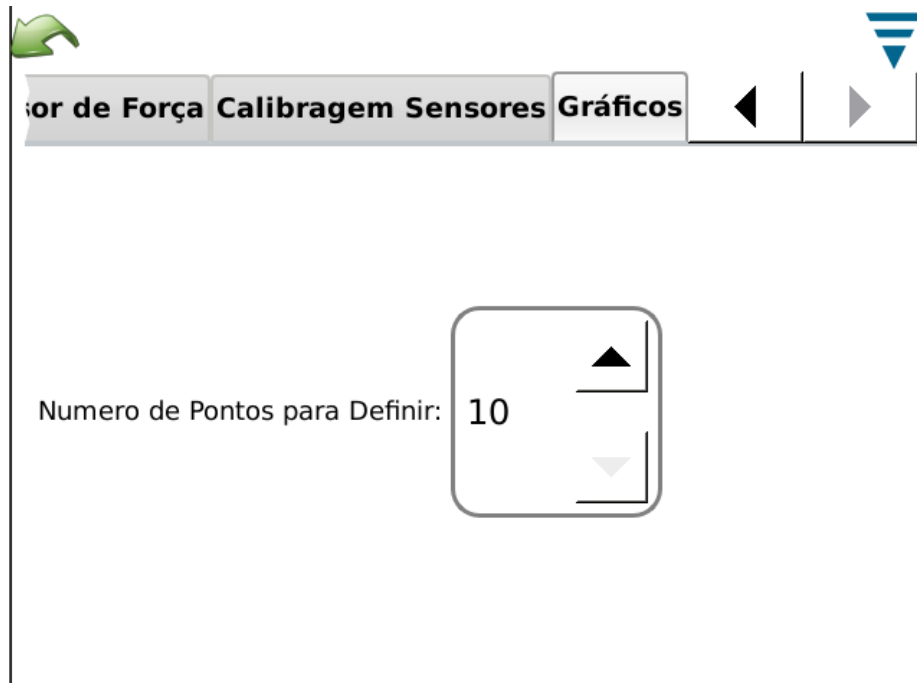 or de Força Calibragem Sensores Gráficos
Numero de Pontos para Definir: 10